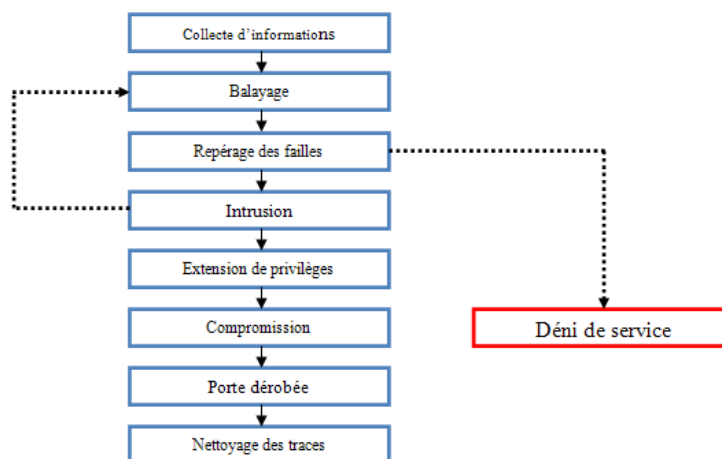 Collecte d'informations
Balayage
Repérage des failles
Intrusion
Extension de privilèges
Compromission
Déni de service
Porte dérobée
Nettoyage des traces